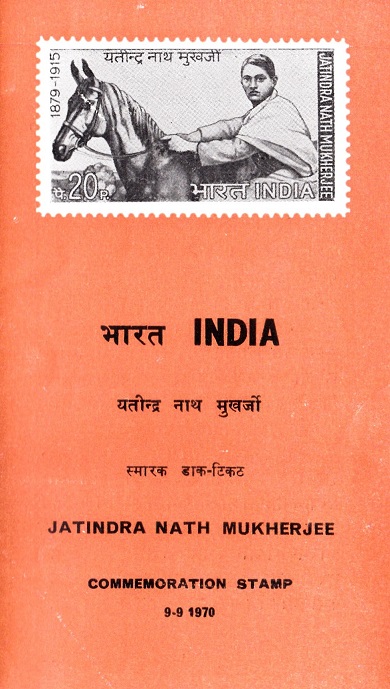 1879-1915
यतीन्द्र नाथ मुखर्जी
JATINDRA NATH MUKHERJEE
पै. 20 P.
भारत INDIA
भारत INDIA
यतीन्द्र नाथ मुखर्जी
स्मारक डाक-टिकट
JATINDRA NATH MUKHERJEE
COMMEMORATION STAMP
9-9 1970